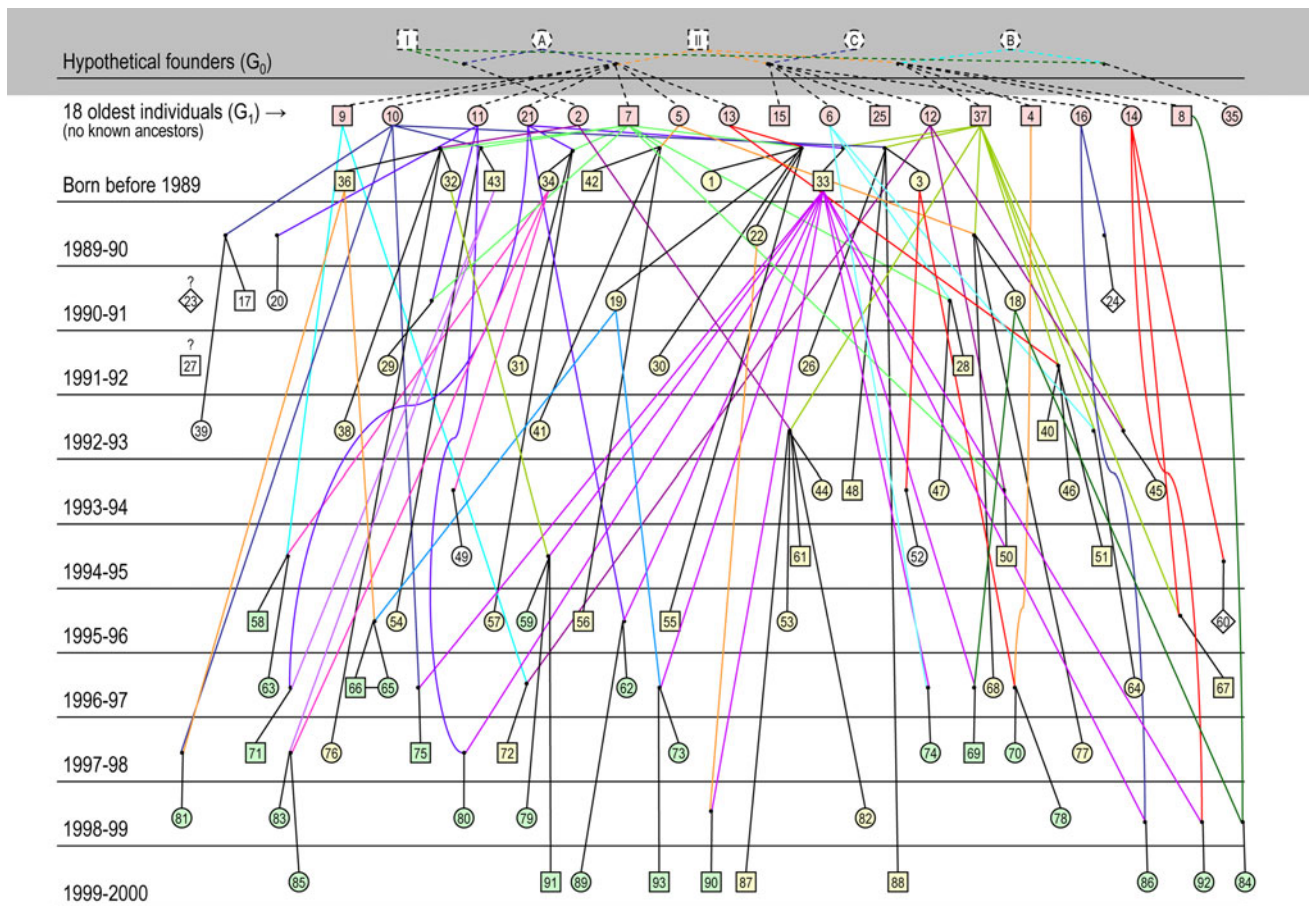 I A II C B
Hypothetical founders (G0)
18 oldest individuals (G1) → 9 10 11 21 2 7 5 13 15 6 25 12 37 4 16 14 8 35
(no known ancestors)
36 32 43 34 42 1 33 3
Born before 1989
22
1989-90
?
23 17 20 19 18 24
1990-91
?
27 29 31 30 26 28
1991-92
39 38 41 40
1992-93
44 48 47 46 45
1993-94
49 61 52 50 51
1994-95
58 54 57 59 56 55 53 60
1995-96
63 66 65 62 74 69 68 70 64 67
1996-97
71 76 75 72 73 74 69 70 77
1997-98
81 83 80 79 82 78
1998-99
85 91 89 93 90 87 88 86 92 84
1999-2000